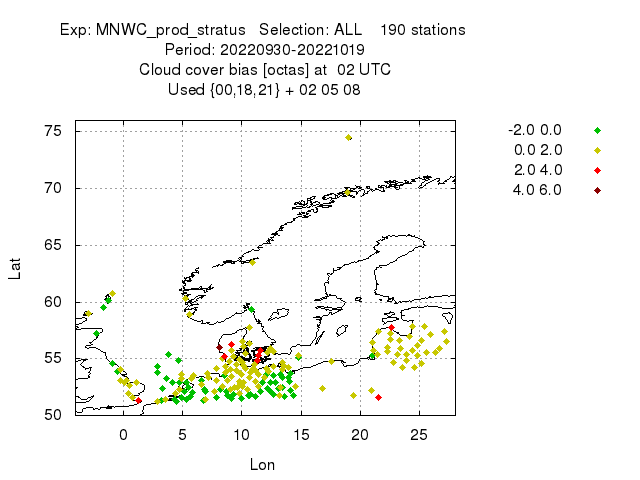 Exp: MNWC_prod_stratus   Selection: ALL    190 stations
Period: 20220930-20221019
Cloud cover bias [octas] at  02 UTC
Used {00,18,21} + 02 05 08
-2.0 0.0
0.0 2.0
2.0 4.0
4.0 6.0
75
70
65
60
55
50
Lat
0 5 10 15 20 25
Lon